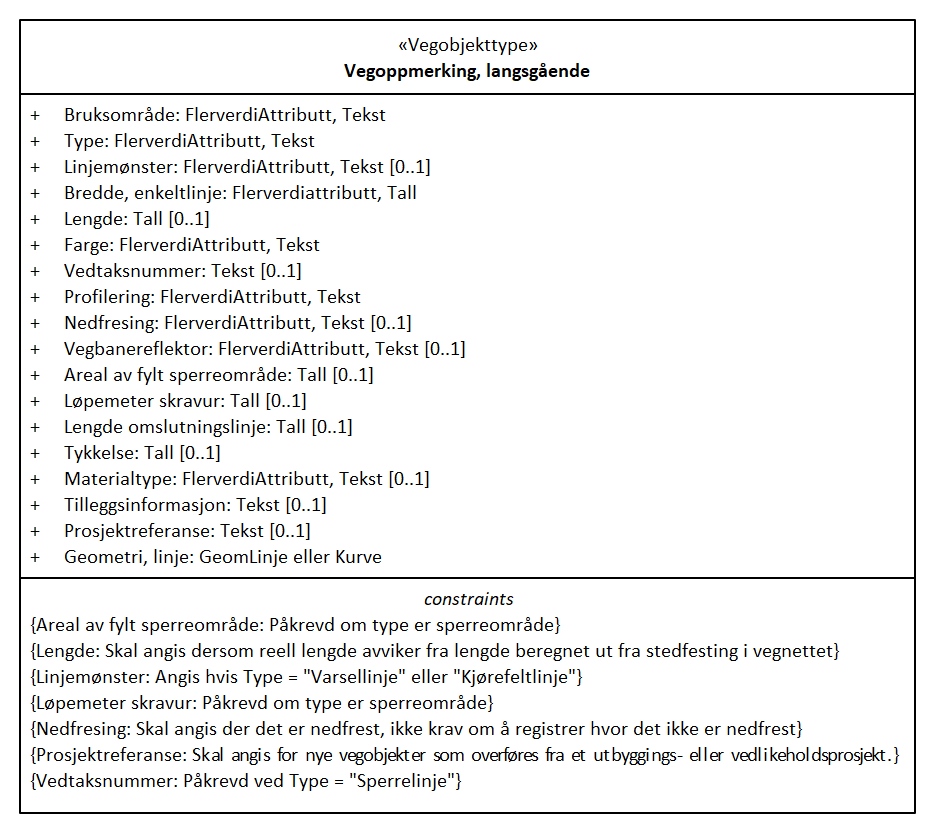 «Vegobjekttype»
Vegoppmerking, langsgående
+ Bruksområde: FlerverdiAttributt, Tekst
+ Type: FlerverdiAttributt, Tekst
+ Linjemønster: FlerverdiAttributt, Tekst [0..1]
+ Bredde, enkeltlinje: Flerverdiattributt, Tall
+ Lengde: Tall [0..1]
+ Farge: FlerverdiAttributt, Tekst
+ Vedtaksnummer: Tekst [0..1]
+ Profilering: FlerverdiAttributt, Tekst
+ Nedfresing: FlerverdiAttributt, Tekst [0..1]
+ Vegbanereflektor: FlerverdiAttributt, Tekst [0..1]
+ Areal av fylt sperreområde: Tall [0..1]
+ Løpemeter skravur: Tall [0..1]
+ Lengde omslutningslinje: Tall [0..1]
+ Tykkelse: Tall [0..1]
+ Materialtype: FlerverdiAttributt, Tekst [0..1]
+ Tilleggsinformasjon: Tekst [0..1]
+ Prosjektreferanse: Tekst [0..1]
+ Geometri, linje: GeomLinje eller Kurve
constraints
{Areal av fylt sperreområde: Påkrevd om type er sperreområde}
{Lengde: Skal angis dersom reell lengde avviker fra lengde beregnet ut fra stedfesting i vegnettet}
{Linjemønster: Angis hvis Type = "Varsellinje" eller "Kjørefeltlinje"}
{Løpemeter skravur: Påkrevd om type er sperreområde}
{Nedfresing: Skal angis der det er nedfrest, ikke krav om å registrer hvor det ikke er nedfrest}
{Prosjektreferanse: Skal angis for nye vegobjekter som overføres fra et utbyggings- eller vedlikeholdsprosjekt.}
{Vedtaksnummer: Påkrevd ved Type = "Sperrelinje"}